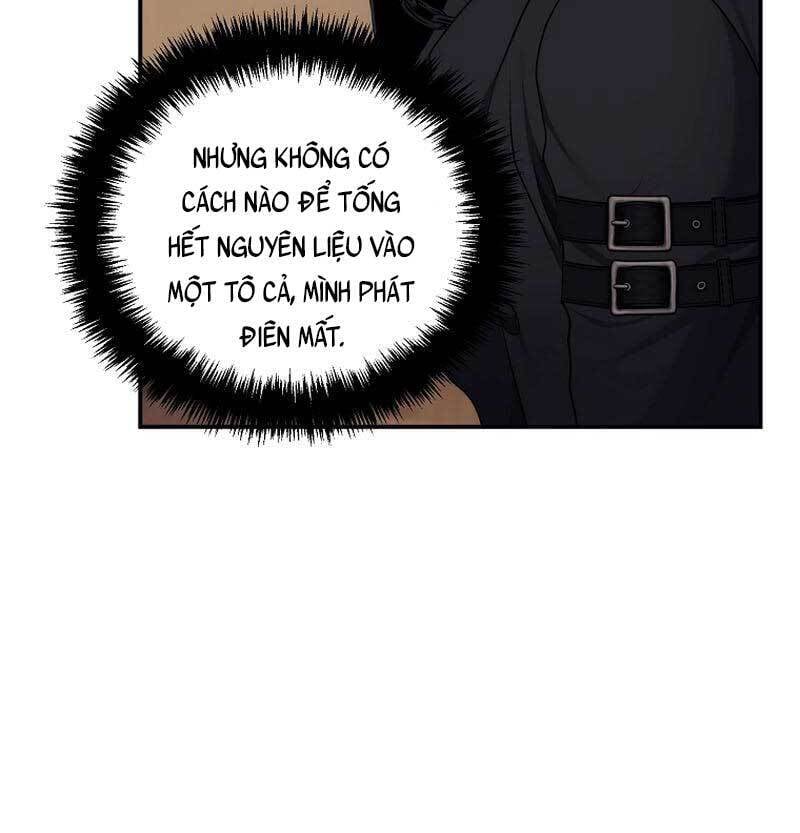 NHƯNG KHÔNG CÓ
CÁCH NÀO ĐỂ TỐNG
HẾT NGUYÊN LIỆU VÀO
MỘT TÔ CẢ, MÌNH PHÁT
ĐIÊN MẤT.